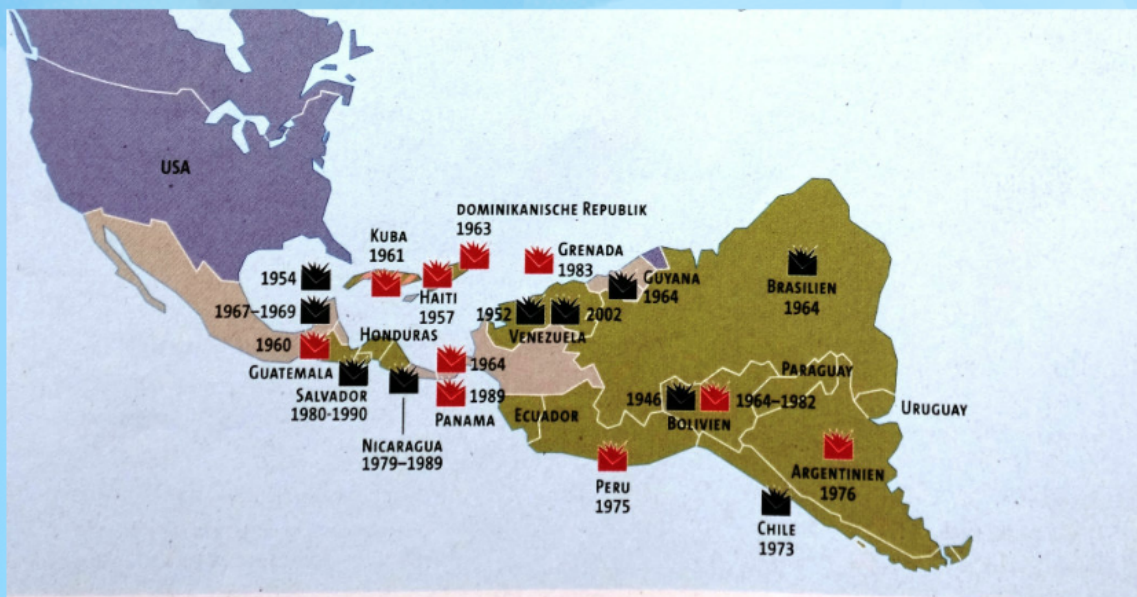 USA
DOMINIKANISCHE REPUBLIK
1963
KUBA
1961
GRENADA
1983
1954
HAITI
1957
GUYANA
1964
BRASILIEN
1964
1967–1969
1952
2002
VENEZUELA
HONDURAS
1960
GUATEMALA
1964
SALVADOR
1980-1990
1989
PANAMA
PARAGUAY
1946
1964–1982
BOLIVIEN
ECUADOR
URUGUAY
NICARAGUA
1979–1989
ARGENTINIEN
1976
PERU
1975
CHILE
1973